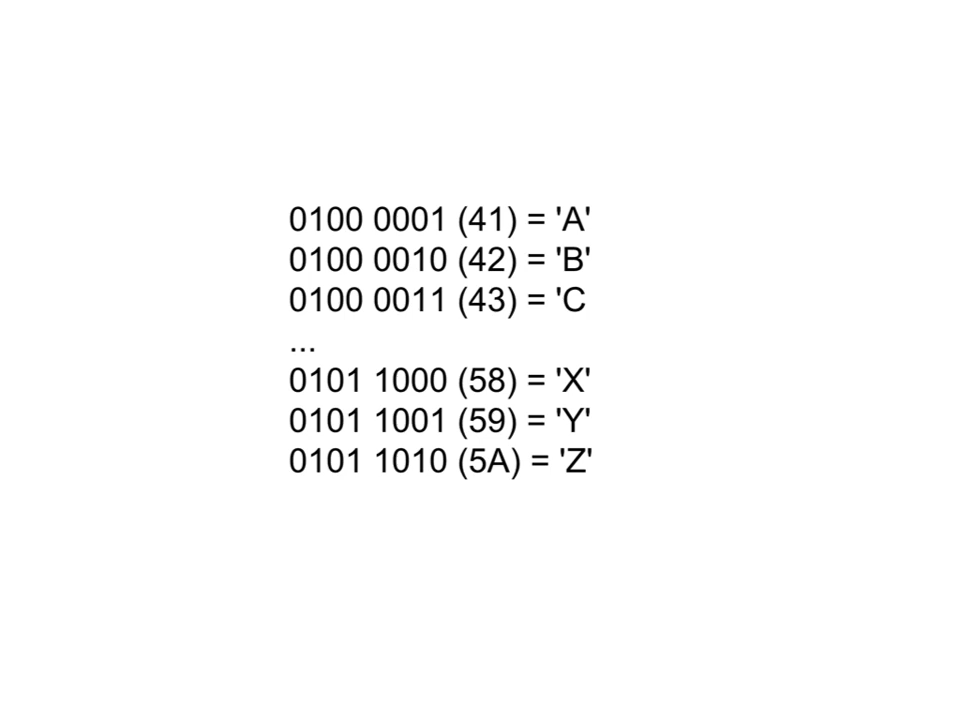 0100 0001 (41) = 'A'
0100 0010 (42) = 'B'
0100 0011 (43) = 'C
...
0101 1000 (58) = 'X'
0101 1001 (59) = 'Y'
0101 1010 (5A) = 'Z'